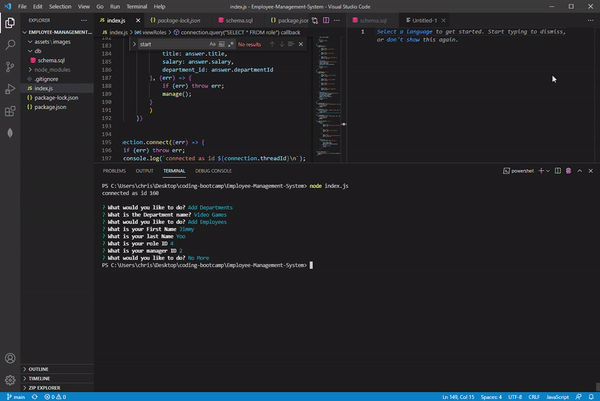 File Edit Selection View Go Run Terminal Help
index.js - Employee-Management-System - Visual Studio Code
EXPLORER
index.js
package-lock.json
schema.sql
package.json
schema.sql
Untitled-1
EMPLOYEE-MANAGEMENT...
assets\images
db
schema.sql
node_modules
.gitignore
index.js
package-lock.json
package.json
index.js > viewRoles > connection.query("SELECT * FROM role") callback
start
Aa
No results
183 title: answer.title,
184 salary: answer.salary,
185 department_id: answer.departmentId
186 }, (err) => {
187 if (err) throw err;
188 manage();
189 }
190 )
191 })
192
193
194
195 ection.connect((err) => {
196 if (err) throw err;
197 console.log(`connected as id ${connection.threadId}\n`);
1 Select a language to get started. Start typing to dismiss,
or don't show this again.
PROBLEMS OUTPUT TERMINAL DEBUG CONSOLE
powershell
PS C:\Users\chris\Desktop\coding-bootcamp\Employee-Management-System> node index.js
connected as id 160
? What would you like to do? Add Departments
? What is the Department name? Video Games
? What would you like to do? Add Employees
? What is your First Name Jimmy
? What is your last Name Yoo
? What is your role ID 4
? What is your manager ID 2
? What would you like to do? No More
PS C:\Users\chris\Desktop\coding-bootcamp\Employee-Management-System>
OUTLINE
TIMELINE
ZIP EXPLORER
main
0 0
Ln 149, Col 15 Spaces: 4 UTF-8 CRLF JavaScript